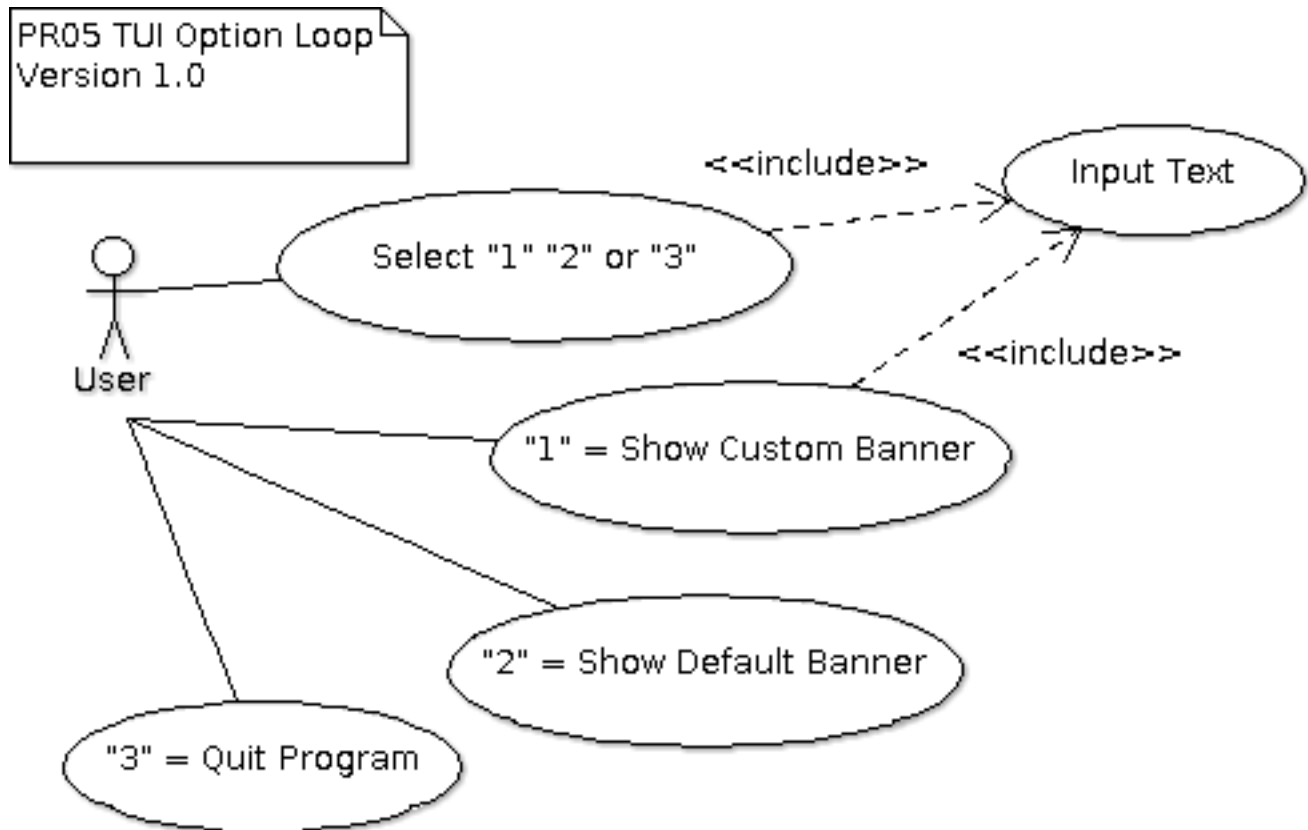 PR05 TUI Option Loop
Version 1.0
<<include>>
Input Text
Select "1" "2" or "3"
User
<<include>>
"1" = Show Custom Banner
"2" = Show Default Banner
"3" = Quit Program